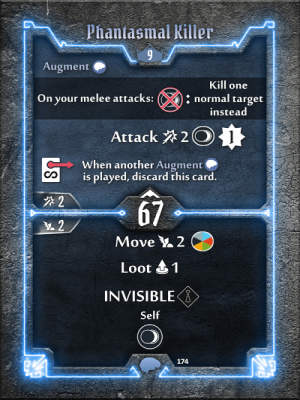 Phantasmal Killer
9
Augment
On your melee attacks: : Kill one
normal target
instead
Attack 2 1
When another Augment
is played, discard this card.
2
67
2
Move 2
Loot 1
INVISIBLE
Self
174